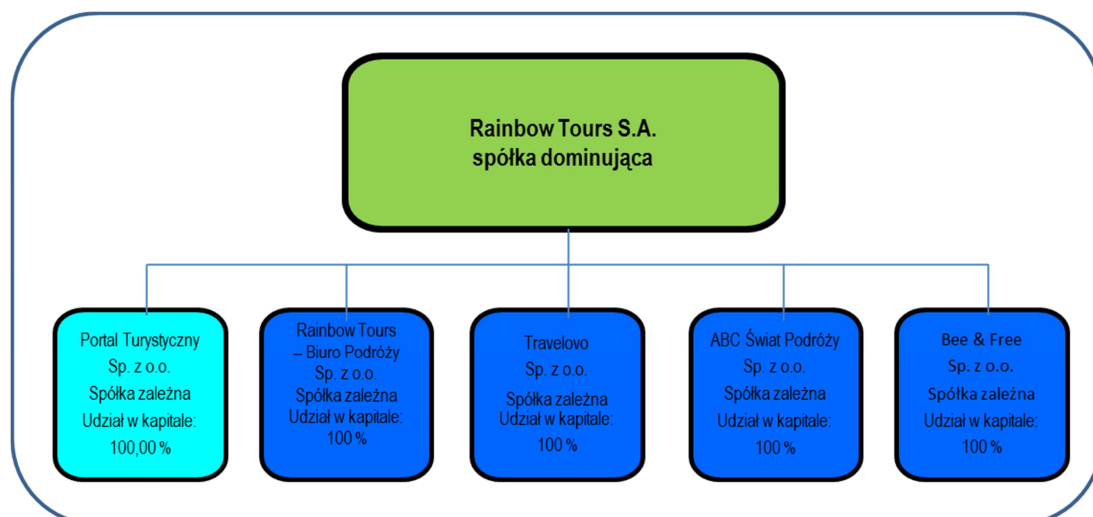 Rainbow Tours S.A.
spółka dominująca
Portal Turystyczny
Sp. z o.o.
Spółka zależna
Udział w kapitale:
100,00 %
Rainbow Tours
– Biuro Podróży
Sp. z o.o.
Spółka zależna
Udział w kapitale:
100 %
Travelovo
Sp. z o.o.
Spółka zależna
Udział w kapitale:
100 %
ABC Świat Podróży
Sp. z o.o.
Spółka zależna
Udział w kapitale:
100 %
Bee & Free
Sp. z o.o.
Spółka zależna
Udział w kapitale:
100 %